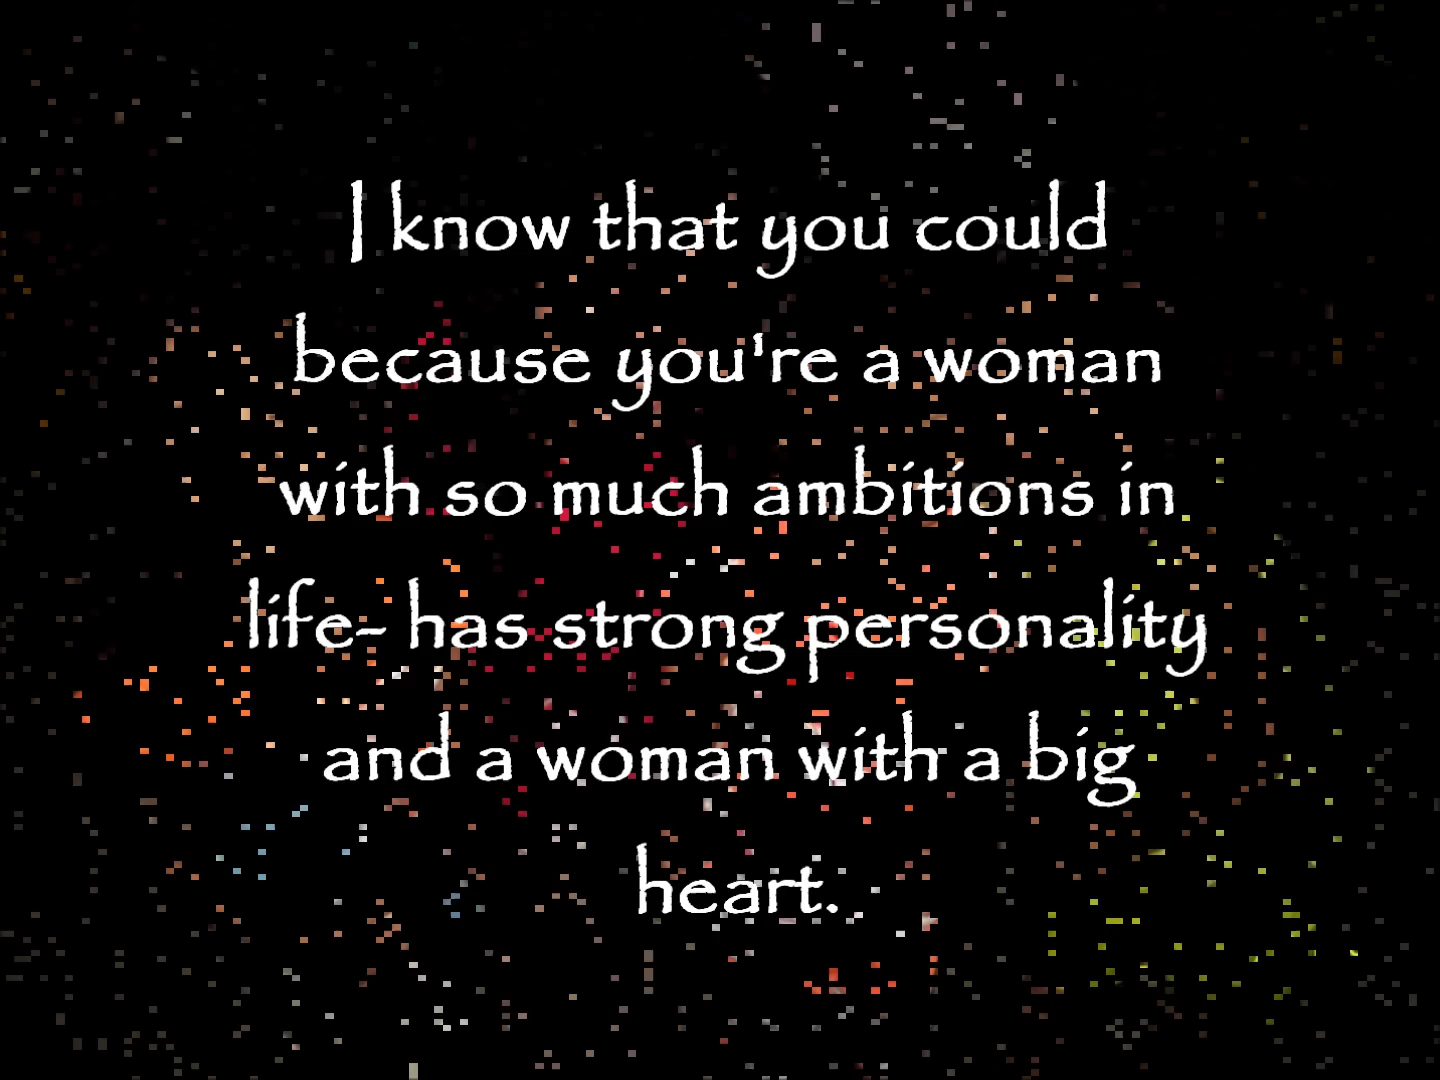 I know that you could
because you're a woman
with so much ambitions in
life- has strong personality
and a woman with a big
heart.